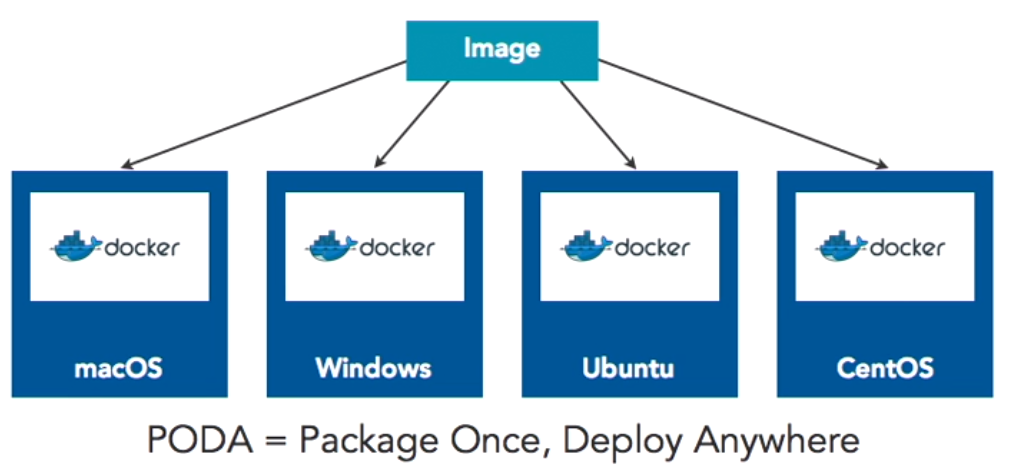 Image
docker
docker
docker
docker
macOS
Windows
Ubuntu
CentOS
PODA = Package Once, Deploy Anywhere